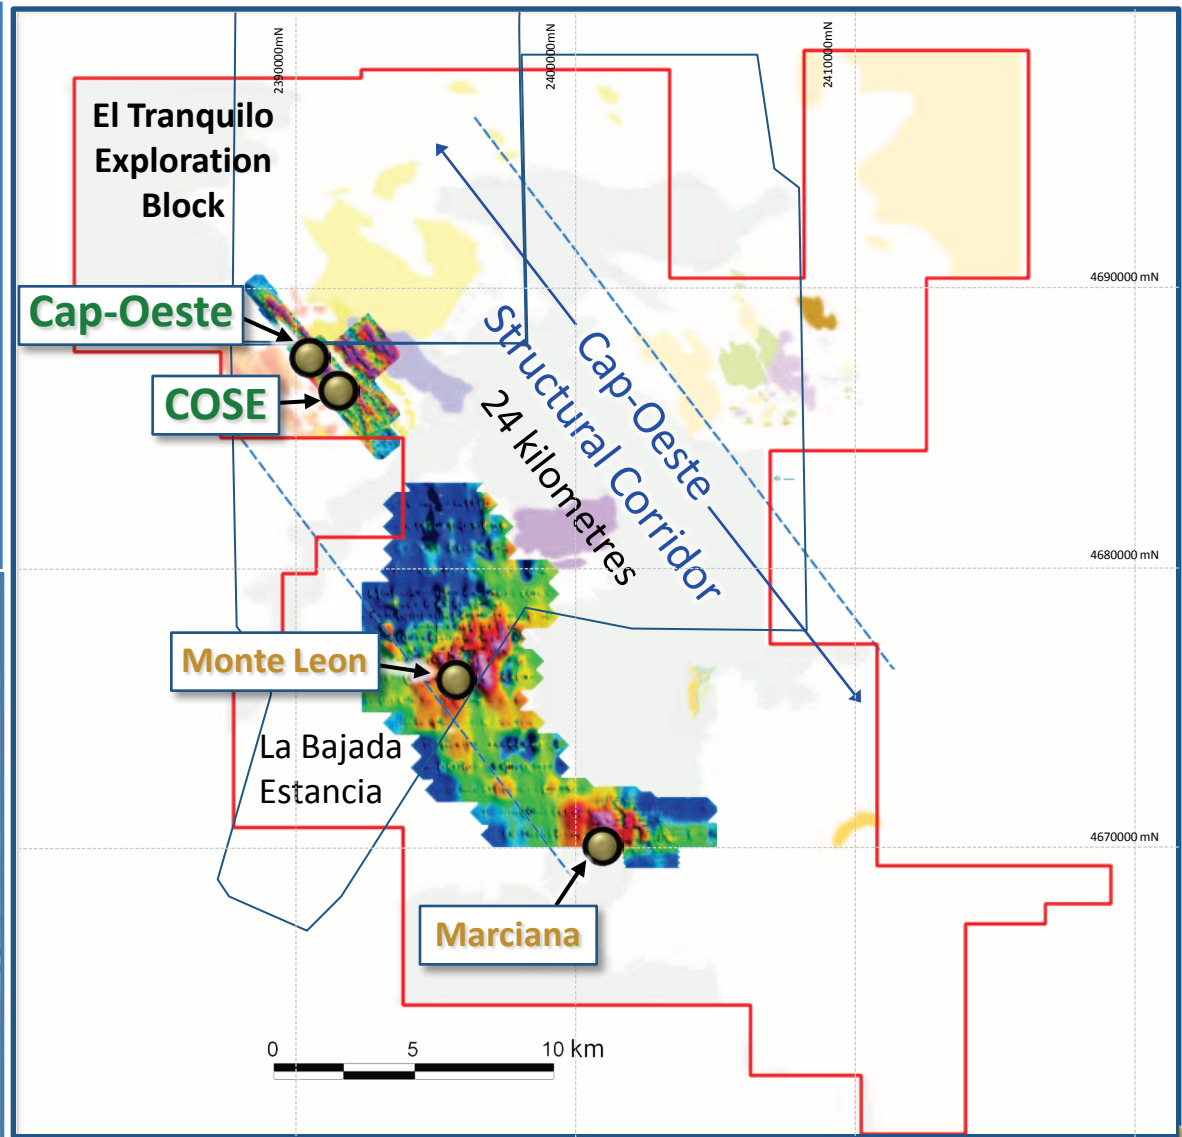 2390000mN
2400000mN
2410000mN
El Tranquilo
Exploration
Block
4690000 mN
Cap-Oeste
COSE
Cap-Oeste
Structural Corridor
24 kilometres
4680000 mN
Monte Leon
La Bajada
Estancia
4670000 mN
Marciana
0 5 10 km